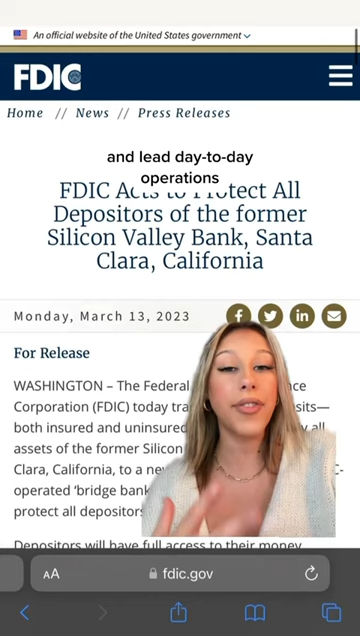 An official website of the United States government
FDIC
Home // News // Press Releases
and lead day-to-day
operations
FDIC Acts to Protect All
Depositors of the former
Silicon Valley Bank, Santa
Clara, California
Monday, March 13, 2023
For Release
WASHINGTON – The Federal
Corporation (FDIC) today
both insured and uninsured
assets of the former Silicon
Clara, California, to a
operated 'bridge bank
protect all depositors
Depositors will have full access to their money
AA
fdic.gov